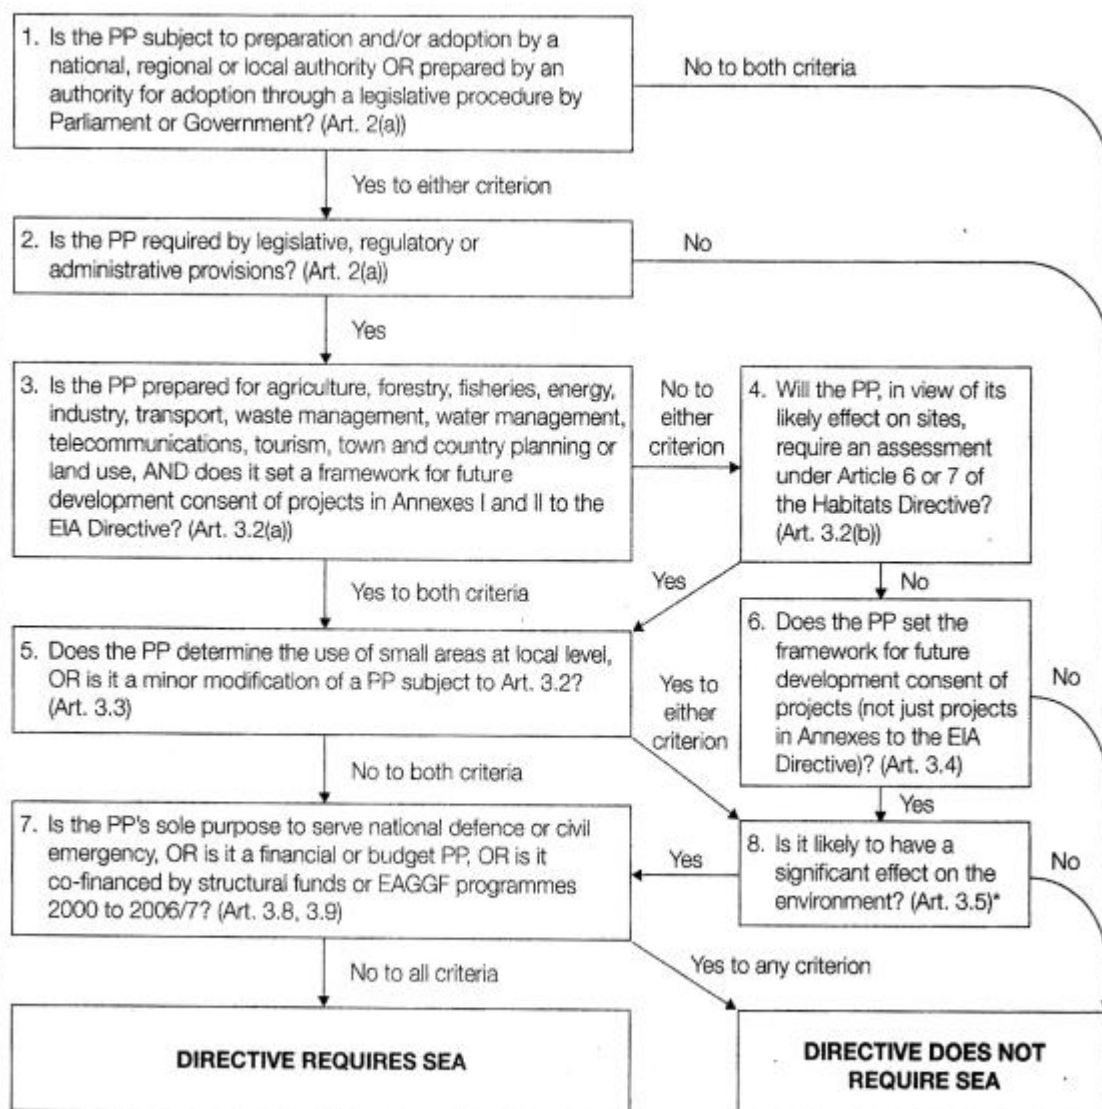 1. Is the PP subject to preparation and/or adoption by a
national, regional or local authority OR prepared by an
authority for adoption through a legislative procedure by
Parliament or Government? (Art. 2(a))
No to both criteria
Yes to either criterion
2. Is the PP required by legislative, regulatory or
administrative provisions? (Art. 2(a))
No
Yes
3. Is the PP prepared for agriculture, forestry, fisheries, energy,
industry, transport, waste management, water management,
telecommunications, tourism, town and country planning or
land use, AND does it set a framework for future
development consent of projects in Annexes I and II to the
EIA Directive? (Art. 3.2(a))
No to
either
criterion
4. Will the PP, in view of its
likely effect on sites,
require an assessment
under Article 6 or 7 of
the Habitats Directive?
(Art. 3.2(b))
Yes to both criteria
Yes
No
5. Does the PP determine the use of small areas at local level,
OR is it a minor modification of a PP subject to Art. 3.2?
(Art. 3.3)
Yes to
either
criterion
6. Does the PP set the
framework for future
development consent of
projects (not just projects
in Annexes to the EIA
Directive)? (Art. 3.4)
No
No to both criteria
Yes
7. Is the PP's sole purpose to serve national defence or civil
emergency, OR is it a financial or budget PP, OR is it
co-financed by structural funds or EAGGF programmes
2000 to 2006/7? (Art. 3.8, 3.9)
Yes
8. Is it likely to have a
significant effect on the
environment? (Art. 3.5)*
No
No to all criteria
Yes to any criterion
DIRECTIVE REQUIRES SEA
DIRECTIVE DOES NOT
REQUIRE SEA